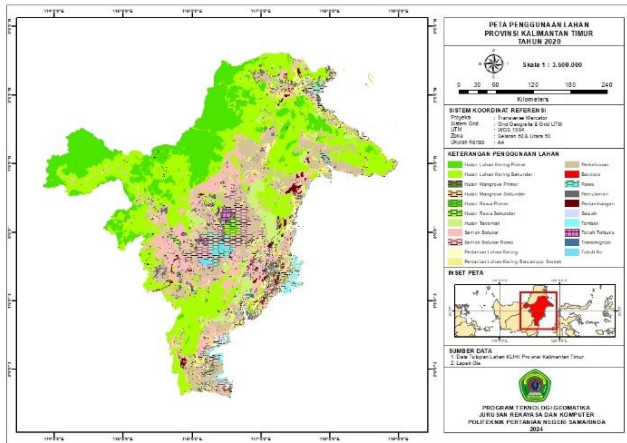 PETA PENGGUNAAN LAHAN
PROVINSI KALIMANTAN TIMUR
TAHUN 2020
Skala 1 : 3.500.000
0 30 60 120 180 240
Kilometers
SISTEM KOORDINAT REFERENSI
Proyeksi : Transverse Mercator
Sistem Grid : Grid Geografis & Grid UTM
UTM : WGS 1984
Zona : Selatan 50 & Utara 50
Ukuran Kertas : A4
KETERANGAN PENGGUNAAN LAHAN
Hutan Lahan Kering Primer
Hutan Lahan Kering Sekunder
Hutan Mangrove Primer
Hutan Mangrove Sekunder
Hutan Rawa Primer
Hutan Rawa Sekunder
Hutan Tanaman
Semak Belukar
Semak Belukar Rawa
Pertanian Lahan Kering
Pertanian Lahan Kering Bercampur Semak
Perkebunan
Bandara
Rawa
Pemukiman
Pertambangan
Sawah
Tambak
Tanah Terbuka
Transmigrasi
Tubuh Air
INSET PETA
SUMBER DATA
1. Data Tutupan Lahan KLHK Provinsi Kalimantan Timur
2. Lapak Gis
PROGRAM TEKNOLOGI GEOMATIKA
JURUSAN REKAYASA DAN KOMPUTER
POLITEKNIK PERTANIAN NEGERI SAMARINDA
2024